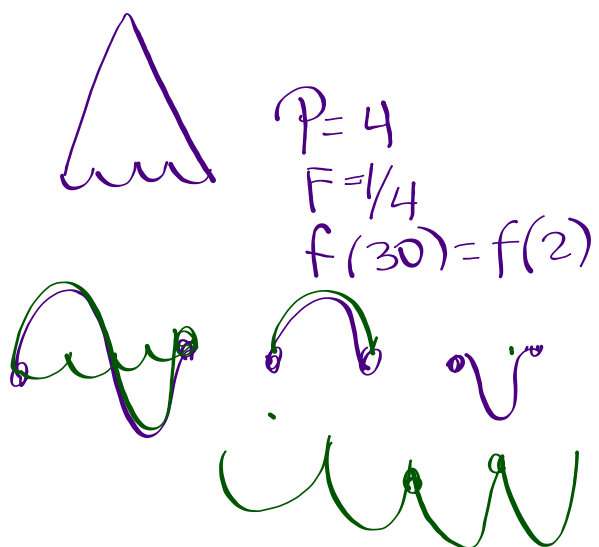 P = 4
F = 1/4
f(30) = f(2)